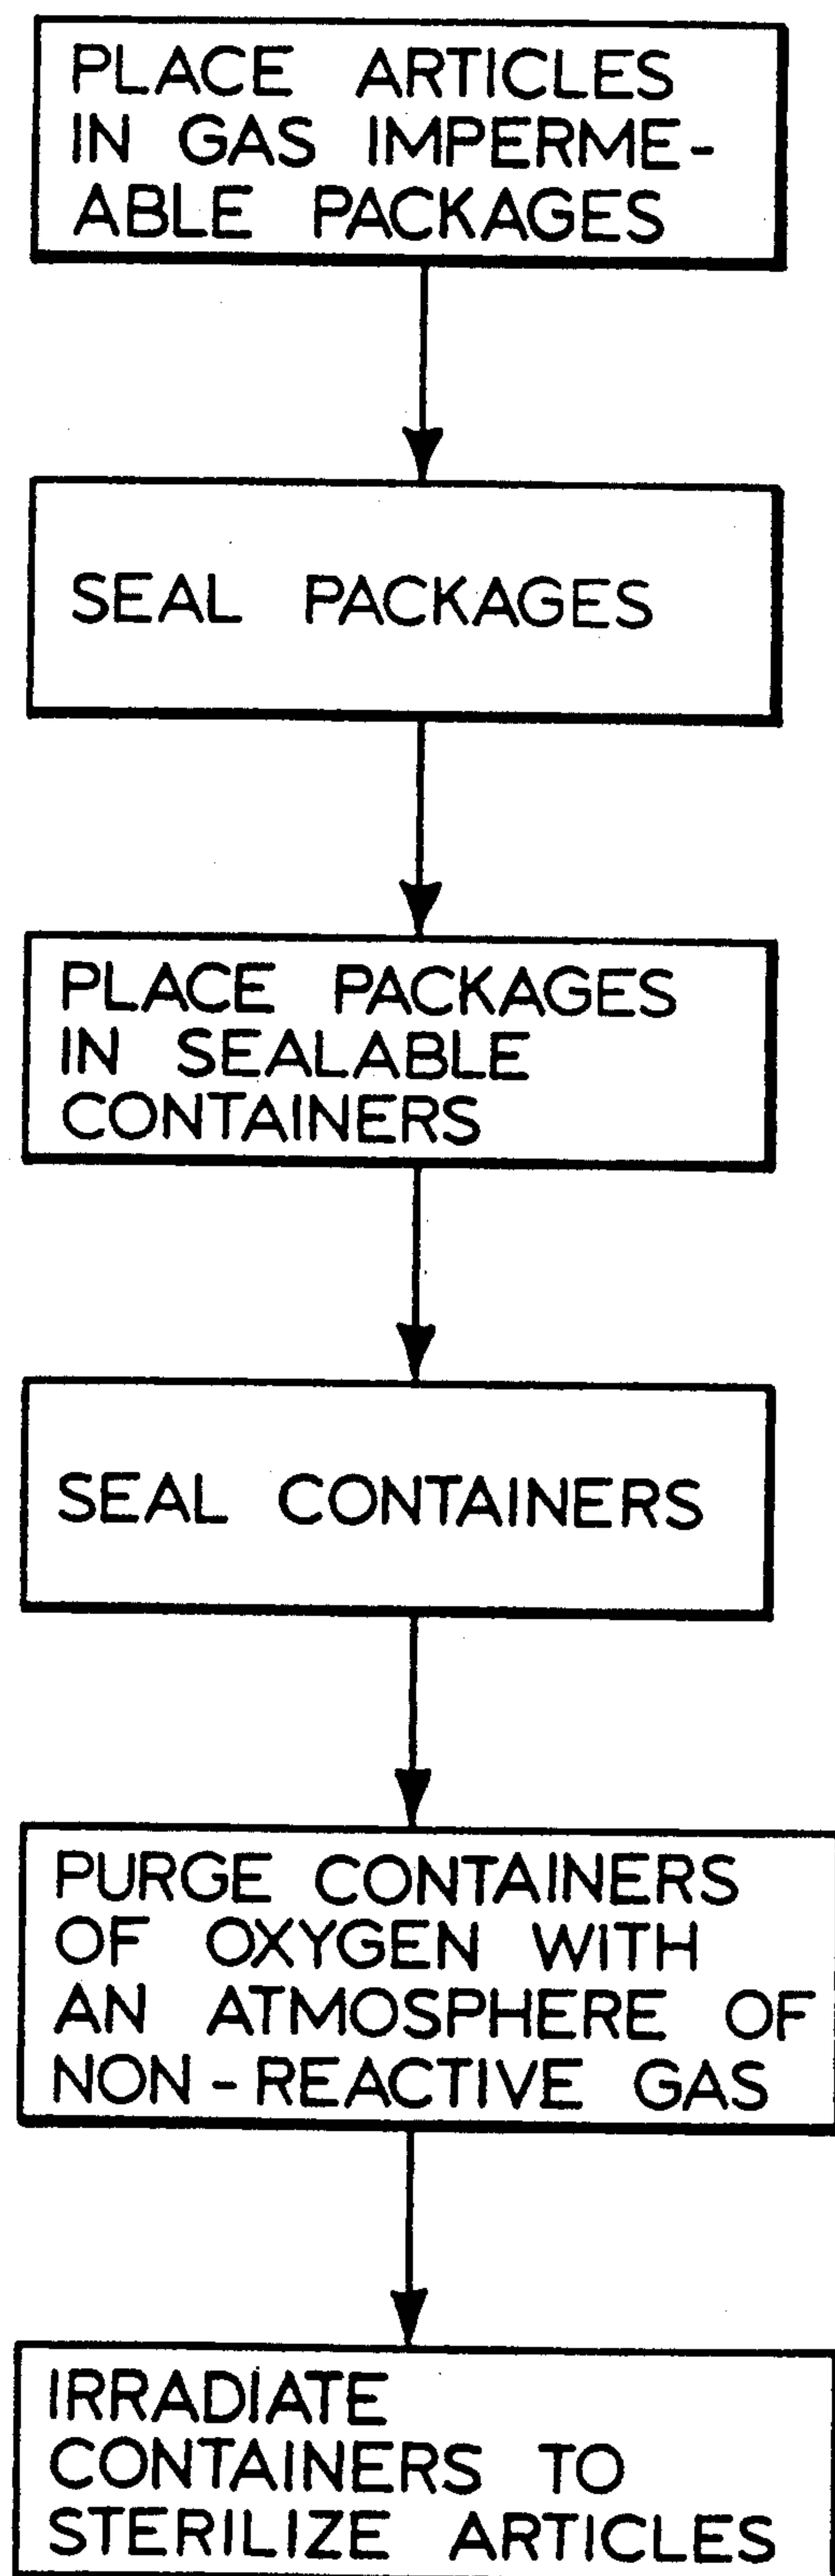 PLACE ARTICLES
IN GAS IMPERME-
ABLE PACKAGES
SEAL PACKAGES
PLACE PACKAGES
IN SEALABLE
CONTAINERS
SEAL CONTAINERS
PURGE CONTAINERS
OF OXYGEN WITH
AN ATMOSPHERE OF
NON-REACTIVE GAS
IRRADIATE
CONTAINERS TO
STERILIZE ARTICLES